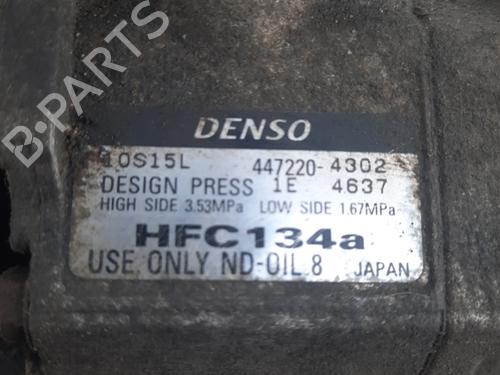 B-PARTS
DENSO
10S15L 447220-4302
DESIGN PRESS 1E 4637
HIGH SIDE 3.53MPa LOW SIDE 1.67MPa
HFC134a
USE ONLY ND-OIL 8 JAPAN